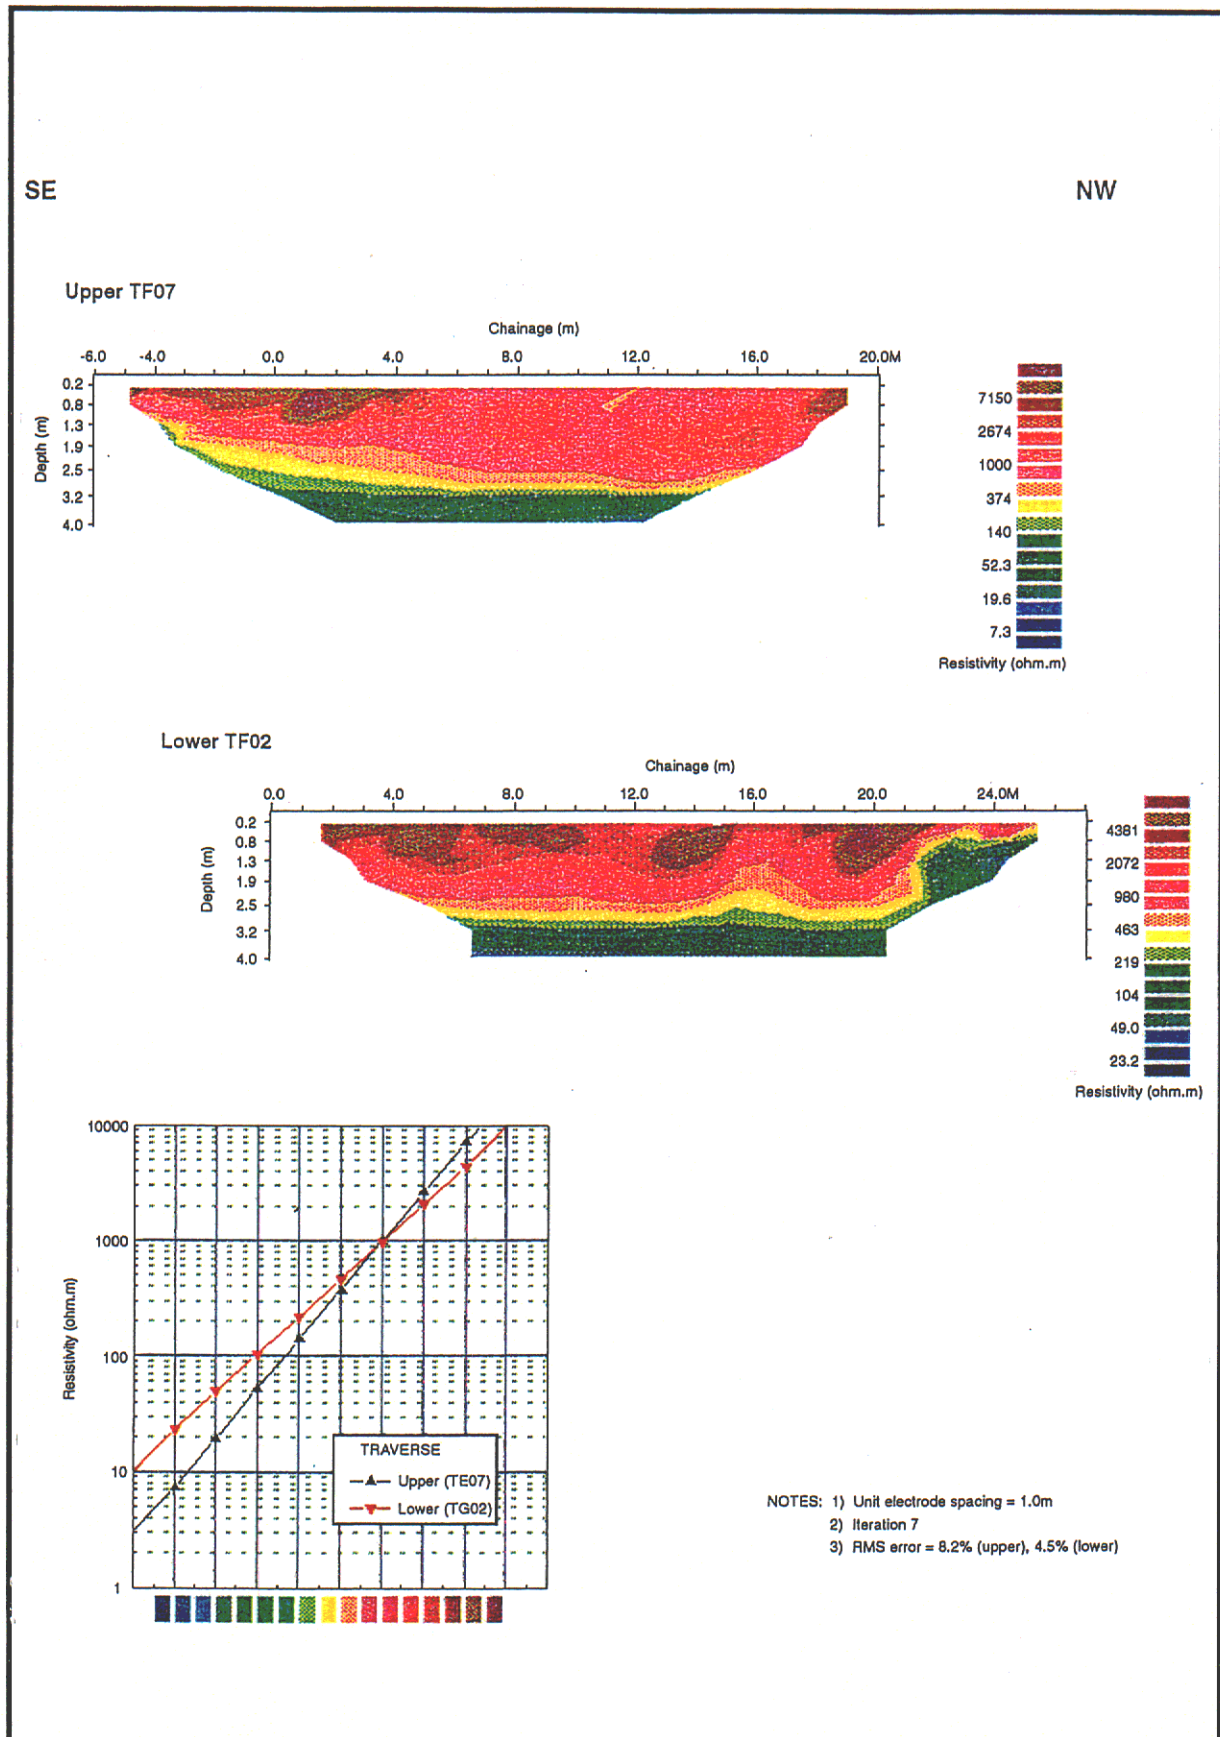 SE
NW
Upper TF07
Chainage (m)
-6.0 -4.0 0.0 4.0 8.0 12.0 16.0 20.0M
Depth (m)
0.2
0.8
1.3
1.9
2.5
3.2
4.0
7150
2674
1000
374
140
52.3
19.6
7.3
Resistivity (ohm.m)
Lower TF02
Chainage (m)
0.0 4.0 8.0 12.0 16.0 20.0 24.0M
Depth (m)
0.2
0.8
1.3
1.9
2.5
3.2
4.0
4381
2072
980
463
219
104
49.0
23.2
Resistivity (ohm.m)
Resistivity (ohm.m)
10000
1000
100
10
1
TRAVERSE
Upper (TE07)
Lower (TG02)
NOTES: 1) Unit electrode spacing = 1.0m
2) Iteration 7
3) RMS error = 8.2% (upper), 4.5% (lower)